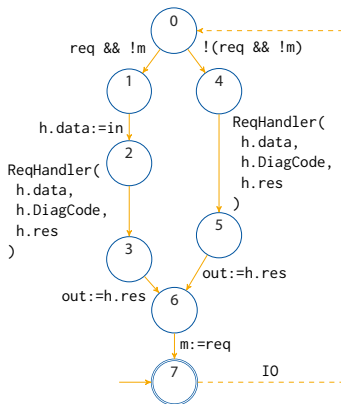 0
req && !m
!(req && !m)
1
4
h.data:=in
2
ReqHandler(
h.data,
h.DiagCode,
h.res
)
ReqHandler(
h.data,
h.DiagCode,
h.res
)
3
5
out:=h.res
out:=h.res
6
m:=req
7
IO